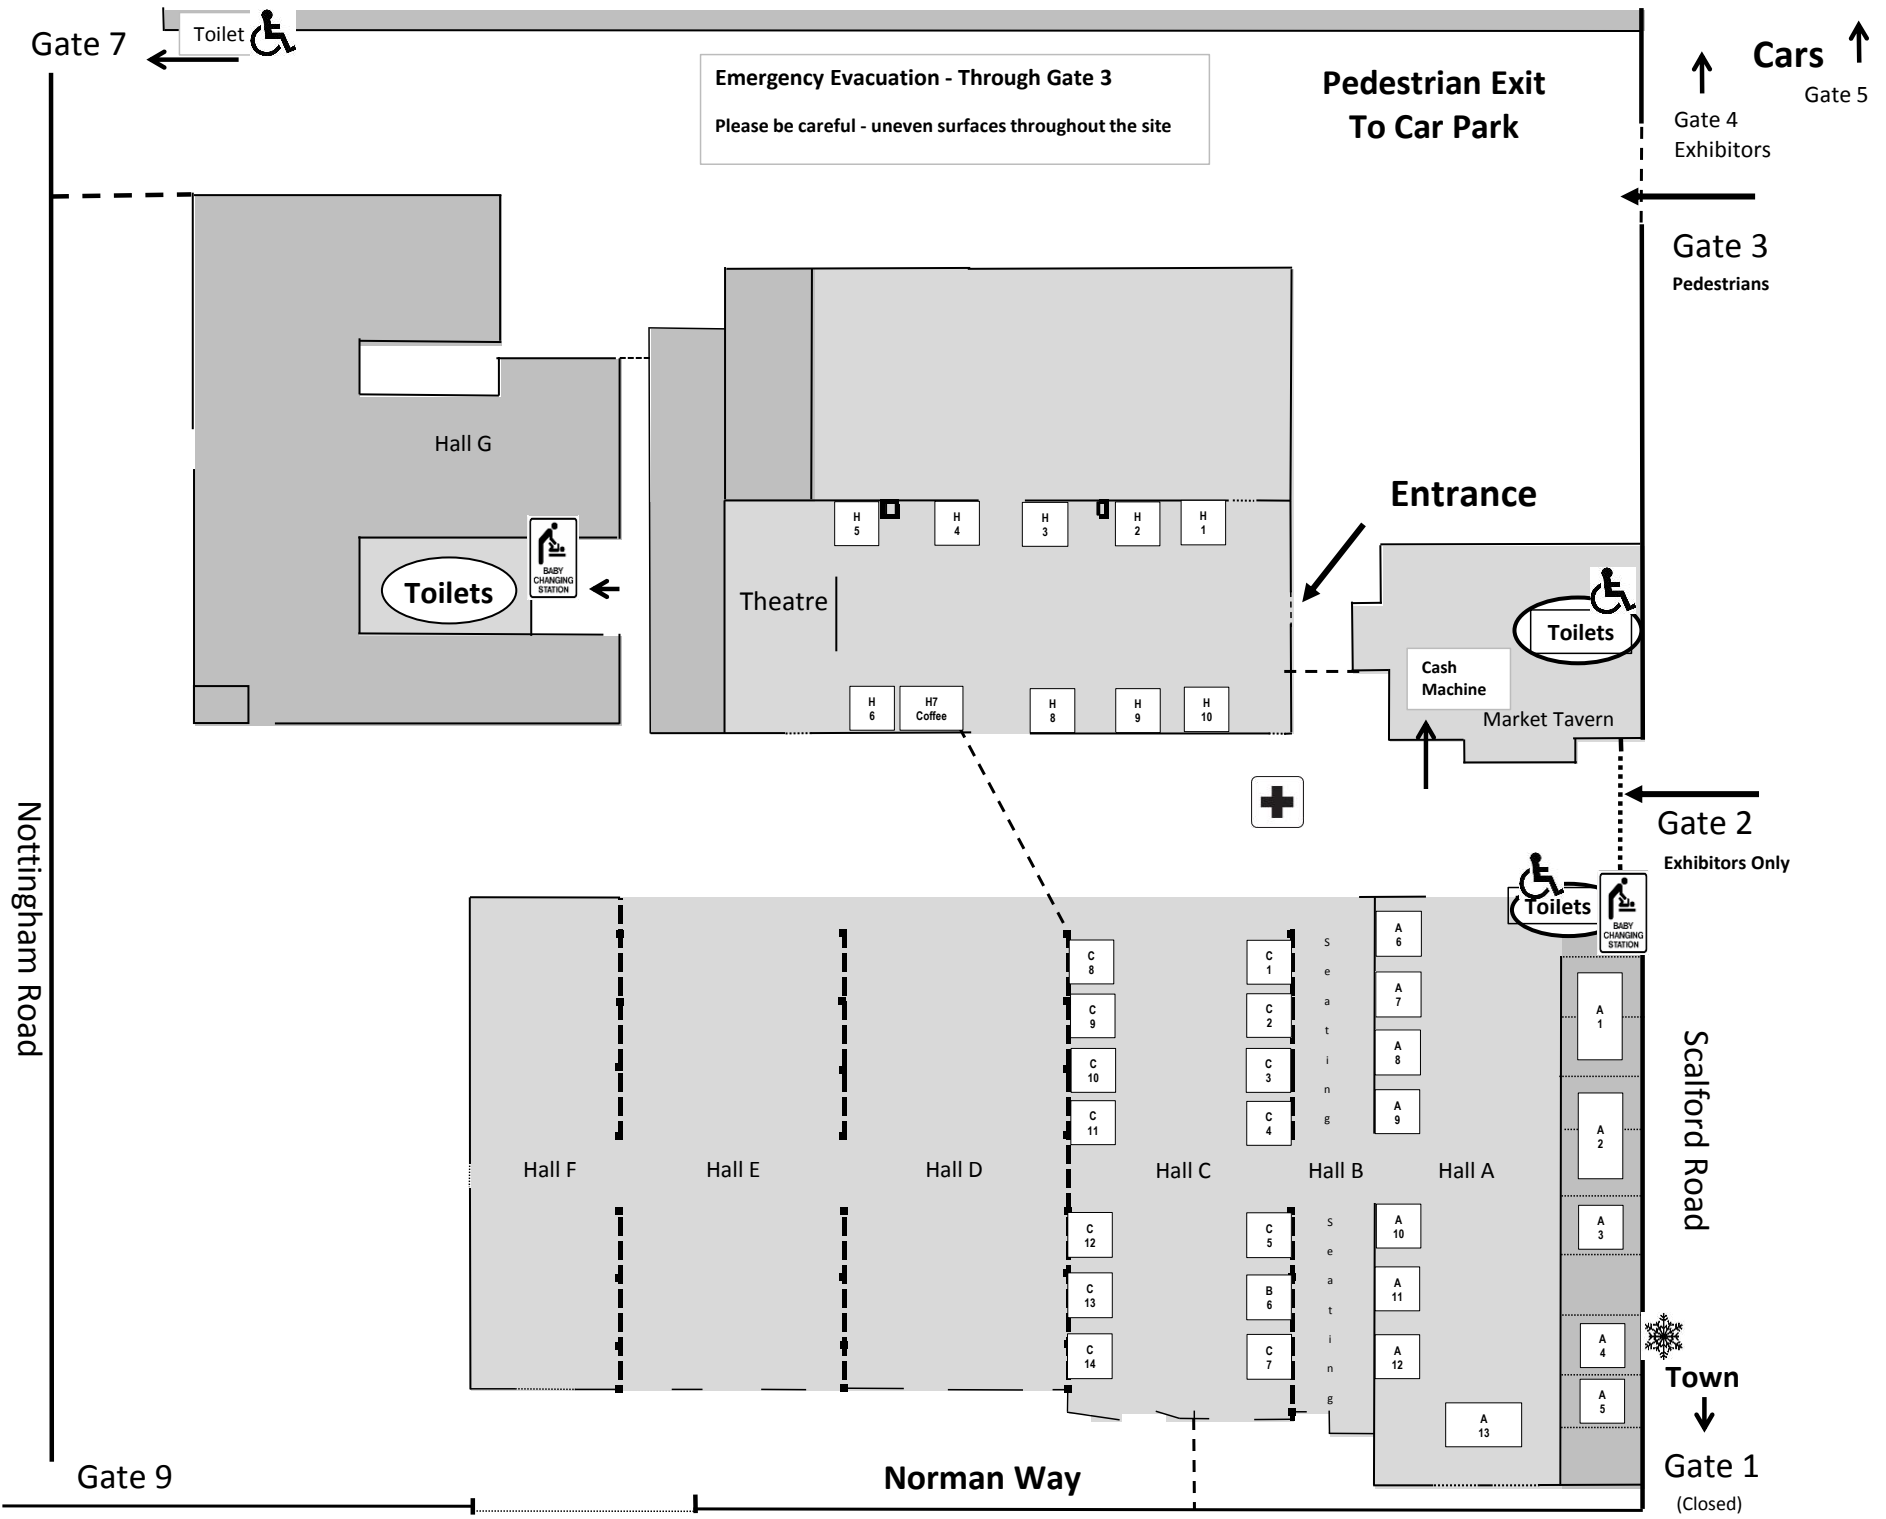 Gate 7
Toilet
Emergency Evacuation - Through Gate 3
Please be careful - uneven surfaces throughout the site
Pedestrian Exit
To Car Park
Cars
Gate 5
Gate 4
Exhibitors
Gate 3
Pedestrians
Hall G
Toilets
BABY
CHANGING
STATION
H
5
H
4
H
3
H
2
H
1
Theatre
H
6
H7
Coffee
H
8
H
9
H
10
Entrance
Toilets
Cash
Machine
Market Tavern
Gate 2
Exhibitors Only
Toilets
BABY
CHANGING
STATION
Nottingham Road
Scalford Road
Hall F
Hall E
Hall D
Hall C
Hall B
Hall A
C
8
C
9
C
10
C
11
C
12
C
13
C
14
C
1
C
2
C
3
C
4
C
5
B
6
C
7
S
e
a
t
i
n
g
S
e
a
t
i
n
g
A
6
A
7
A
8
A
9
A
10
A
11
A
12
A
13
A
1
A
2
A
3
A
4
A
5
Town
Gate 1
(Closed)
Gate 9
Norman Way